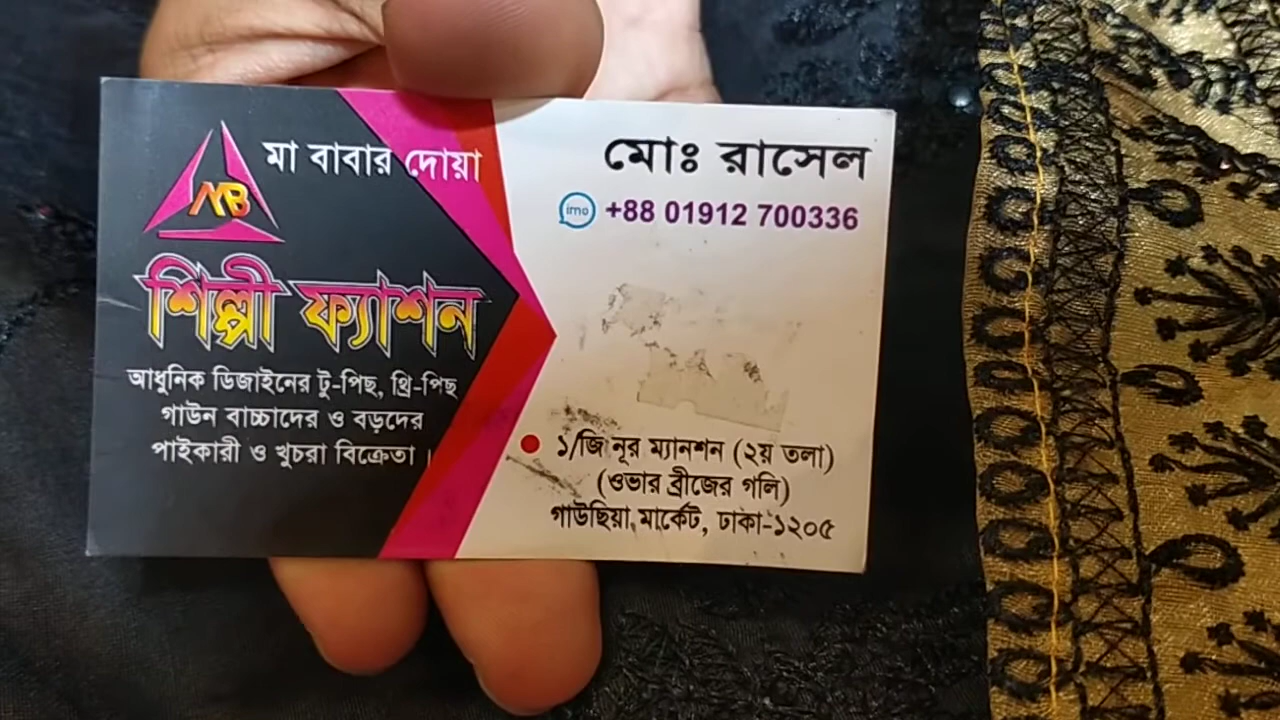 মা বাবার দোয়া
NB
শিল্পী ফ্যাশন
আধুনিক ডিজাইনের টু-পিছ, থ্রি-পিছ
গাউন বাচ্চাদের ও বড়দের
পাইকারী ও খুচরা বিক্রেতা।
মোঃ রাসেল
imo +88 01912 700336
১/জি নূর ম্যানশন (২য় তলা)
(ওভার ব্রীজের গলি)
গাউছিয়া মার্কেট, ঢাকা-১২০৫